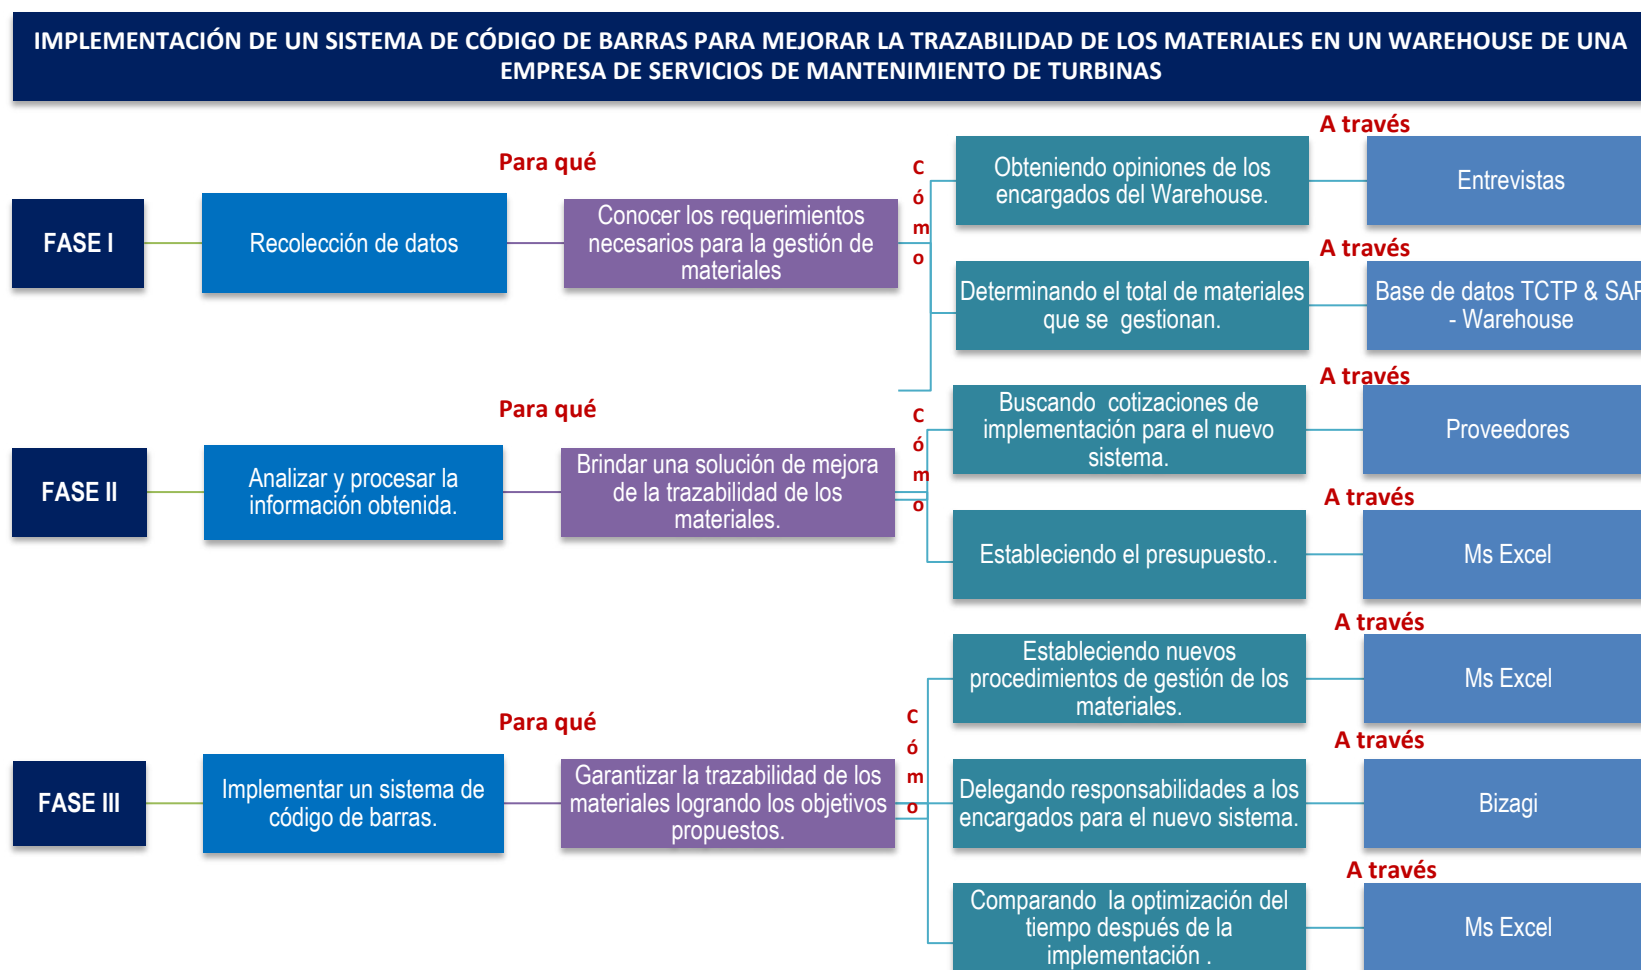 IMPLEMENTACIÓN DE UN SISTEMA DE CÓDIGO DE BARRAS PARA MEJORAR LA TRAZABILIDAD DE LOS MATERIALES EN UN WAREHOUSE DE UNA
EMPRESA DE SERVICIOS DE MANTENIMIENTO DE TURBINAS
FASE I
Recolección de datos
Para qué
Conocer los requerimientos
necesarios para la gestión de
materiales
C
ó
m
o
Obteniendo opiniones de los
encargados del Warehouse.
A través
Entrevistas
Determinando el total de materiales
que se gestionan.
A través
Base de datos TCTP & SAP
- Warehouse
FASE II
Analizar y procesar la
información obtenida.
Para qué
Brindar una solución de mejora
de la trazabilidad de los
materiales.
C
ó
m
o
Buscando cotizaciones de
implementación para el nuevo
sistema.
A través
Proveedores
Estableciendo el presupuesto..
A través
Ms Excel
FASE III
Implementar un sistema de
código de barras.
Para qué
Garantizar la trazabilidad de los
materiales logrando los objetivos
propuestos.
C
ó
m
o
Estableciendo nuevos
procedimientos de gestión de los
materiales.
A través
Ms Excel
Delegando responsabilidades a los
encargados para el nuevo sistema.
A través
Bizagi
Comparando la optimización del
tiempo después de la
implementación .
A través
Ms Excel